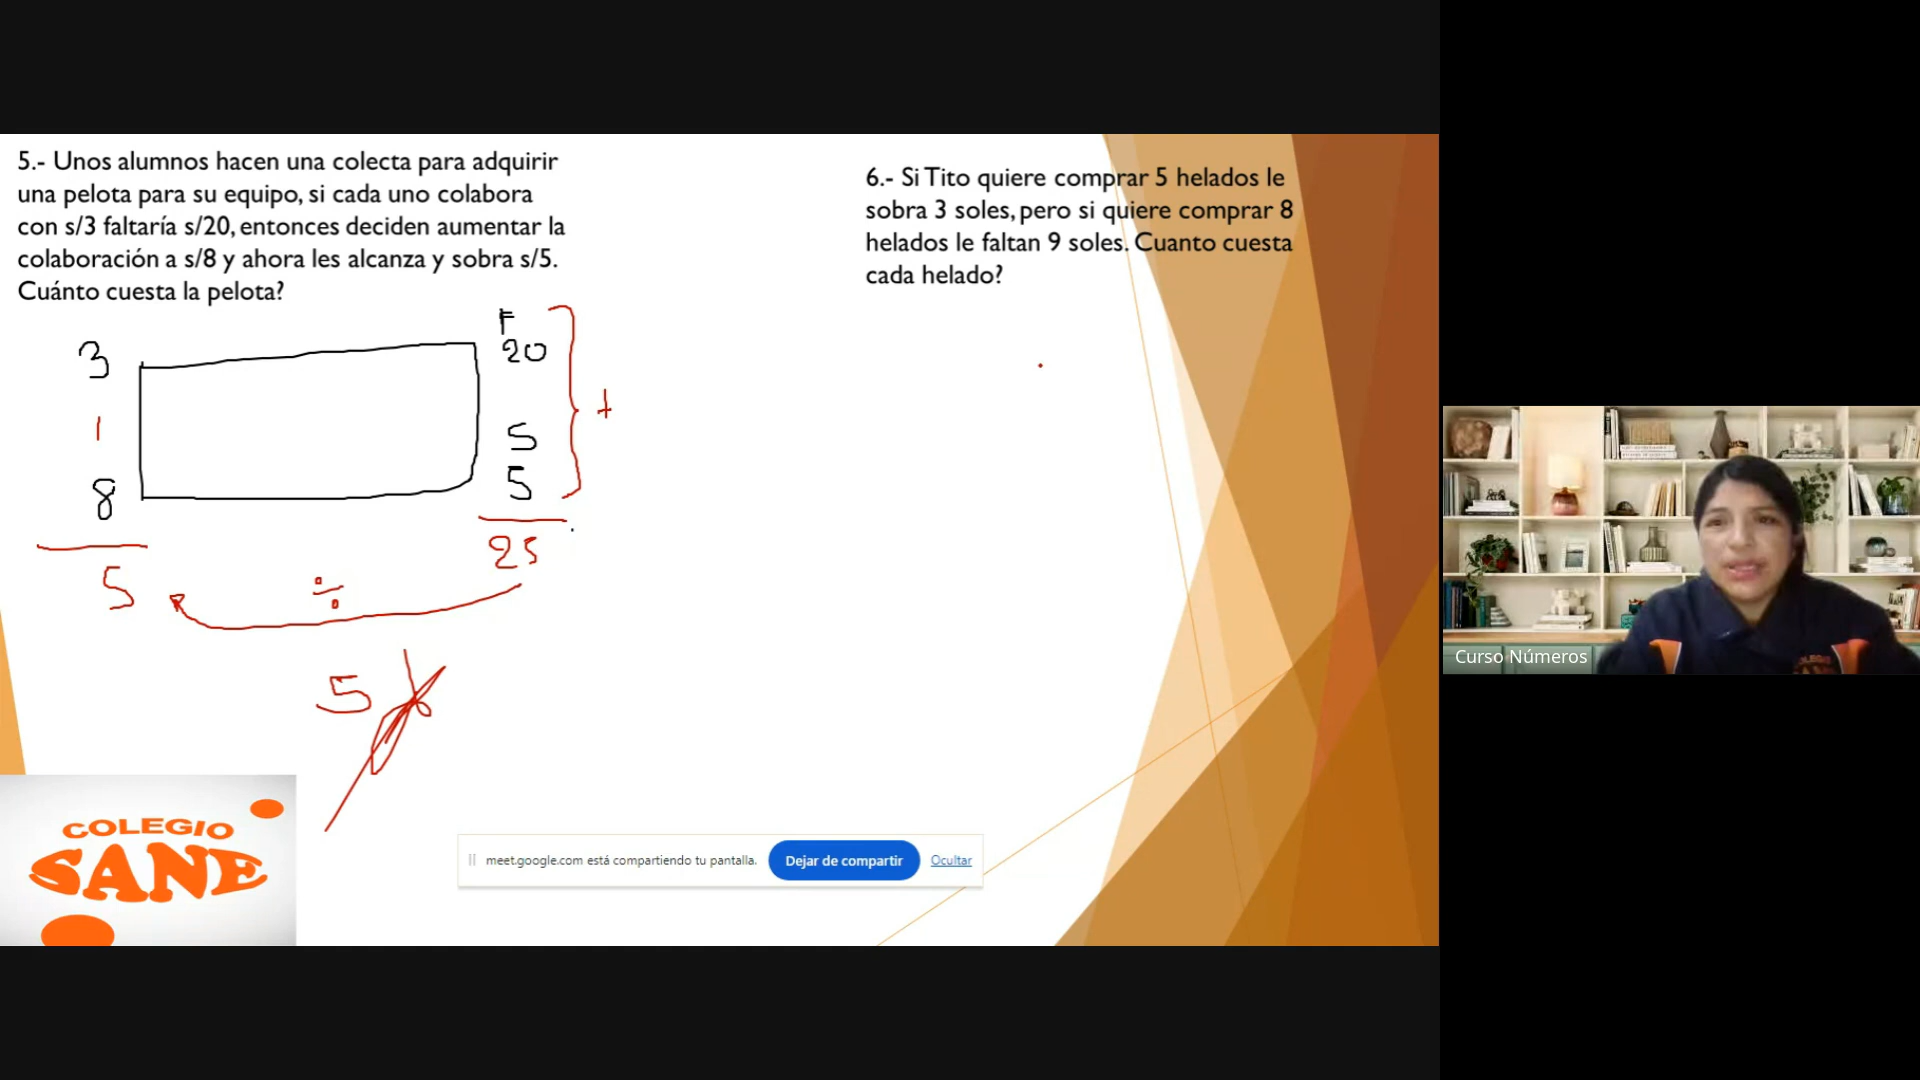 5.- Unos alumnos hacen una colecta para adquirir
una pelota para su equipo, si cada uno colabora
con s/3 faltaría s/20, entonces deciden aumentar la
colaboración a s/8 y ahora les alcanza y sobra s/5.
Cuánto cuesta la pelota?
3
F
20
+
1
S
8
5
25
5
÷
5
6.- Si Tito quiere comprar 5 helados le
sobra 3 soles, pero si quiere comprar 8
helados le faltan 9 soles. Cuanto cuesta
cada helado?
COLEGIO
SANE
meet.google.com está compartiendo tu pantalla.
Dejar de compartir
Ocultar
Curso Números